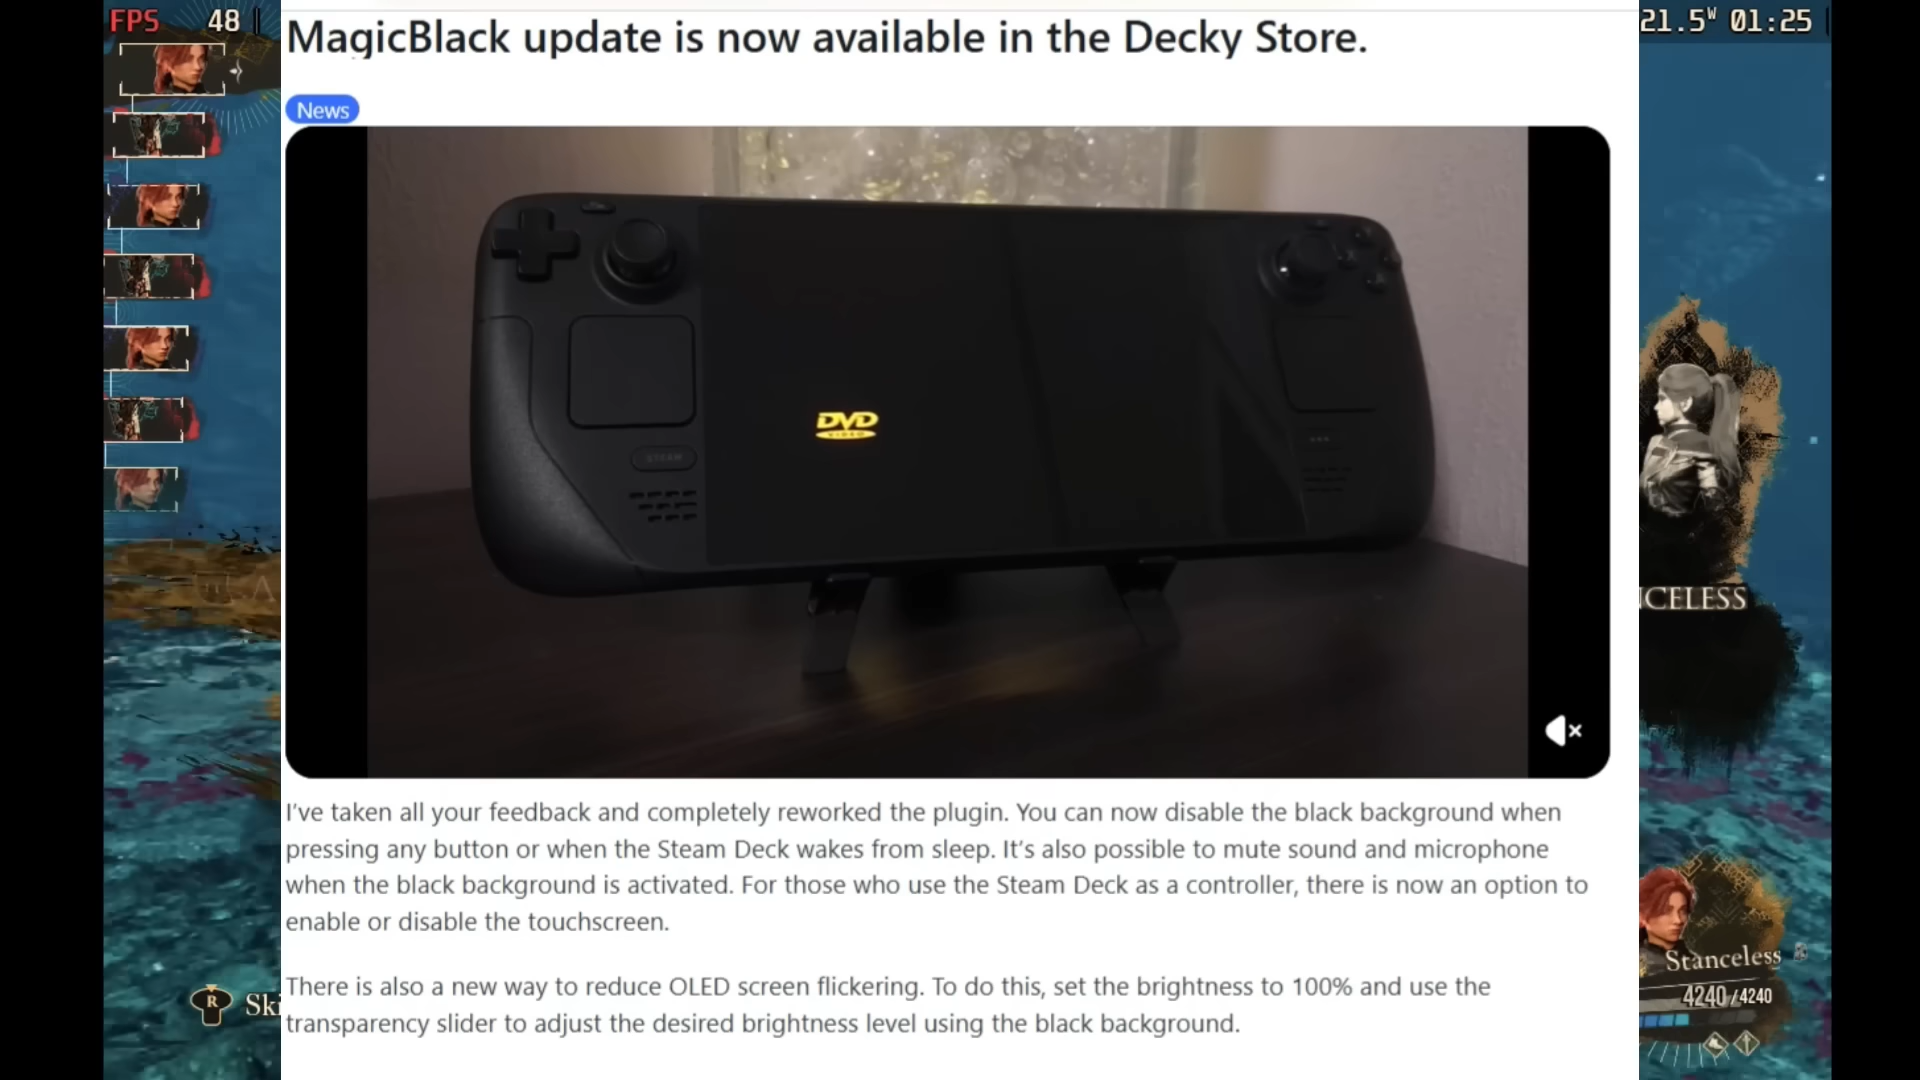 FPS 48
21.5W 01:25
MagicBlack update is now available in the Decky Store.
News
DVD
VIDEO
STEAM
I've taken all your feedback and completely reworked the plugin. You can now disable the black background when
pressing any button or when the Steam Deck wakes from sleep. It's also possible to mute sound and microphone
when the black background is activated. For those who use the Steam Deck as a controller, there is now an option to
enable or disable the touchscreen.
There is also a new way to reduce OLED screen flickering. To do this, set the brightness to 100% and use the
transparency slider to adjust the desired brightness level using the black background.
NCELESS
Stanceless
4240/4240
R Ski